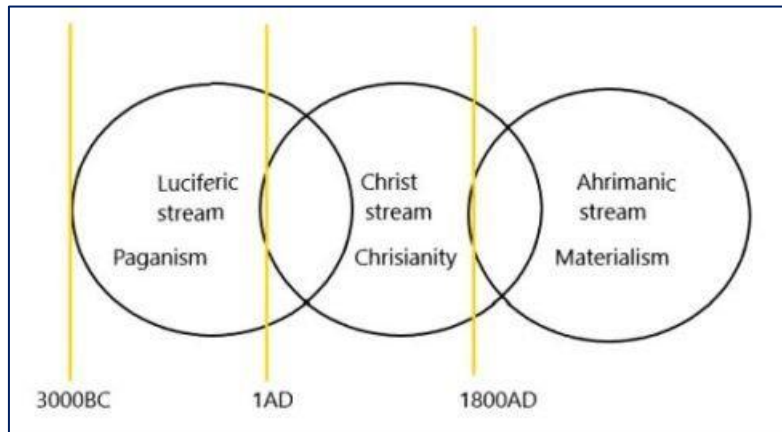 Luciferic
stream
Paganism
Christ
stream
Chrisianity
Ahrimanic
stream
Materialism
3000BC
1AD
1800AD